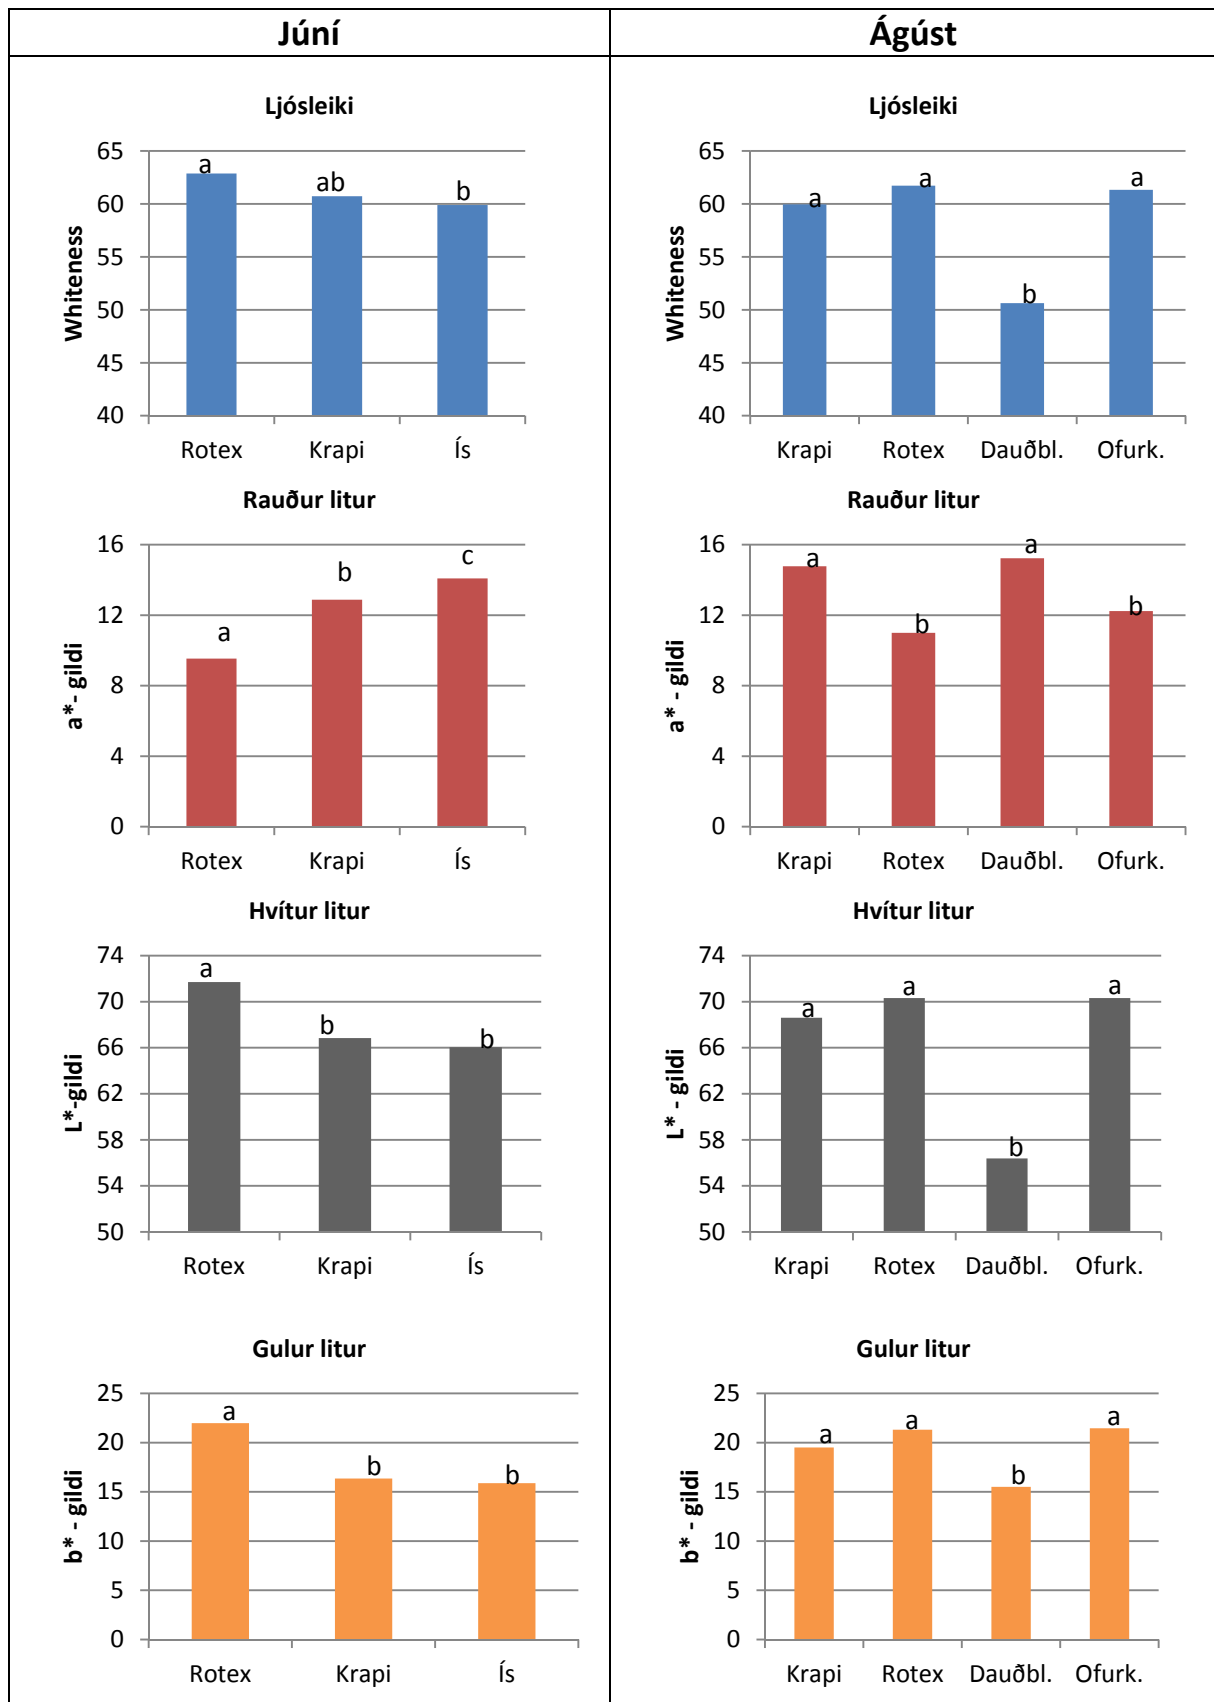 Júní
Ágúst
Ljósleiki
Whiteness
65
60
55
50
45
40
a
ab
b
Rotex Krapi Ís
Ljósleiki
Whiteness
65
60
55
50
45
40
a
a
b
a
Krapi Rotex Dauðbl. Ofurk.
Rauður litur
a*- gildi
16
12
8
4
0
a
b
c
Rotex Krapi Ís
Rauður litur
a* - gildi
16
12
8
4
0
a
b
a
b
Krapi Rotex Dauðbl. Ofurk.
Hvítur litur
L*-gildi
74
70
66
62
58
54
50
a
b
b
Rotex Krapi Ís
Hvítur litur
L* - gildi
74
70
66
62
58
54
50
a
a
b
a
Krapi Rotex Dauðbl. Ofurk.
Gulur litur
b* - gildi
25
20
15
10
5
0
a
b
b
Rotex Krapi Ís
Gulur litur
b* - gildi
25
20
15
10
5
0
a
a
b
a
Krapi Rotex Dauðbl. Ofurk.